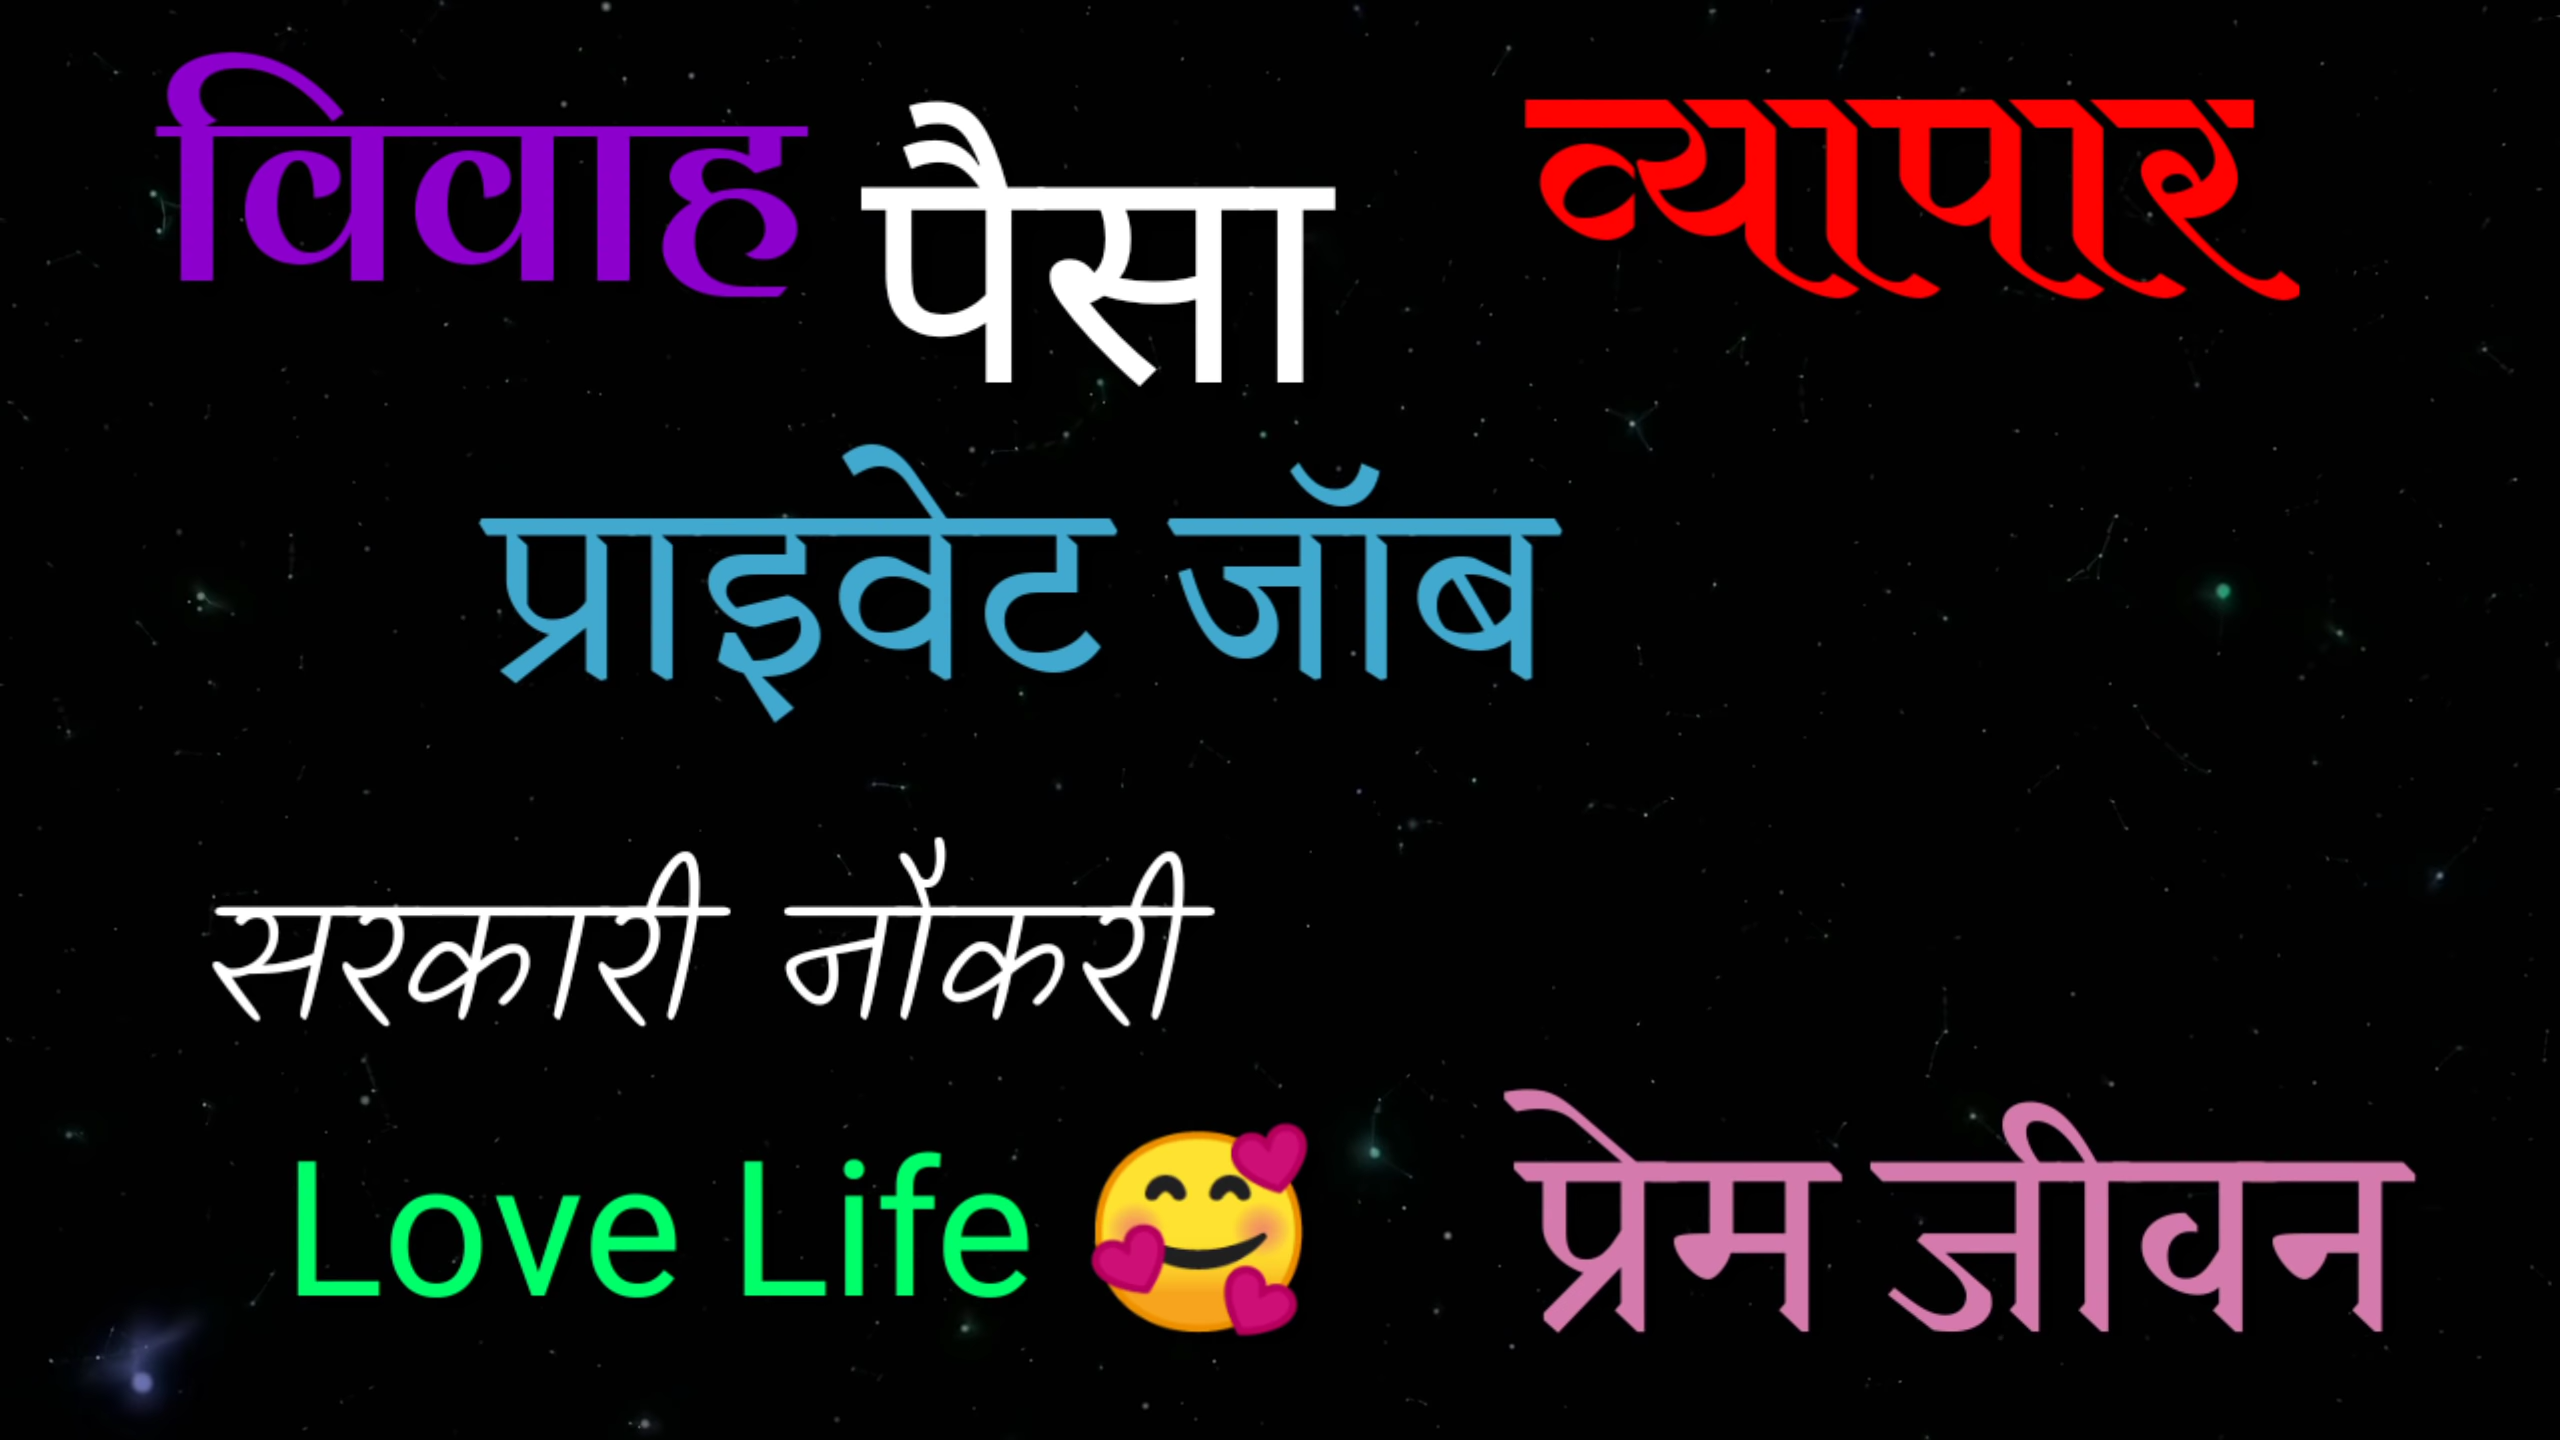 विवाह पैसा व्यापार
प्राइवेट जॉब
सरकारी नौकरी
Love Life 🥰 प्रेम जीवन